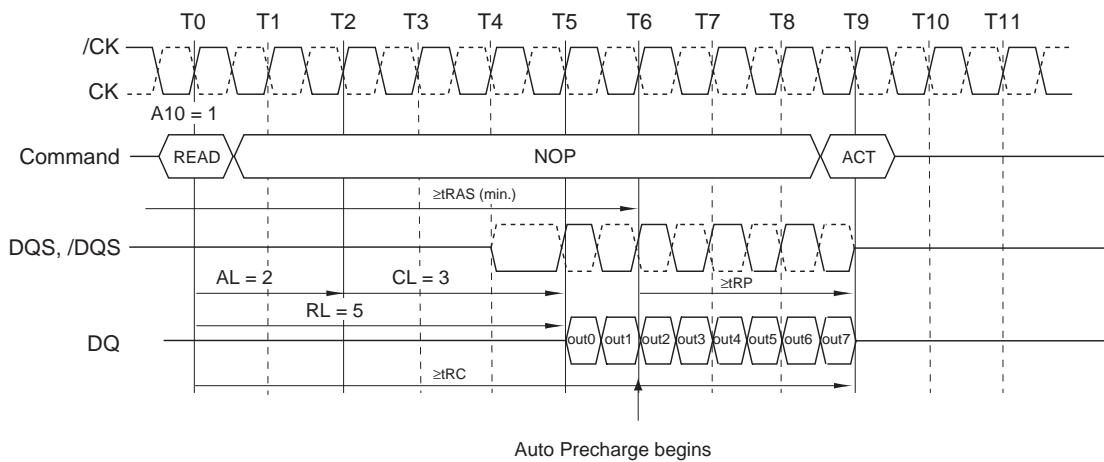 T0 T1 T2 T3 T4 T5 T6 T7 T8 T9 T10 T11
/CK
CK
A10 = 1
Command READ NOP ACT
≥tRAS (min.)
DQS, /DQS
AL = 2 CL = 3 ≥tRP
RL = 5
DQ out0 out1 out2 out3 out4 out5 out6 out7
≥tRC
Auto Precharge begins